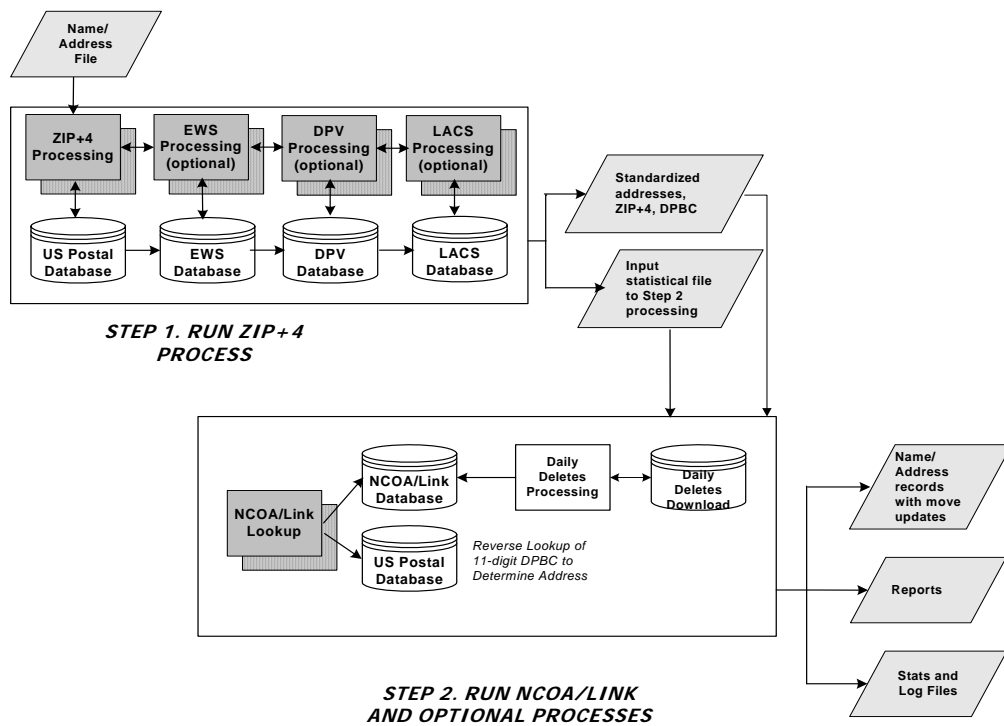 Name/
Address
File
ZIP+4
Processing
EWS
Processing
(optional)
DPV
Processing
(optional)
LACS
Processing
(optional)
US Postal
Database
EWS
Database
DPV
Database
LACS
Database
Standardized
addresses,
ZIP+4, DPBC
Input
statistical file
to Step 2
processing
STEP 1. RUN ZIP+4
PROCESS
NCOA/Link
Lookup
NCOA/Link
Database
Daily
Deletes
Processing
Daily
Deletes
Download
US Postal
Database
Reverse Lookup of
11-digit DPBC to
Determine Address
Name/
Address
records
with move
updates
Reports
Stats and
Log Files
STEP 2. RUN NCOA/LINK
AND OPTIONAL PROCESSES